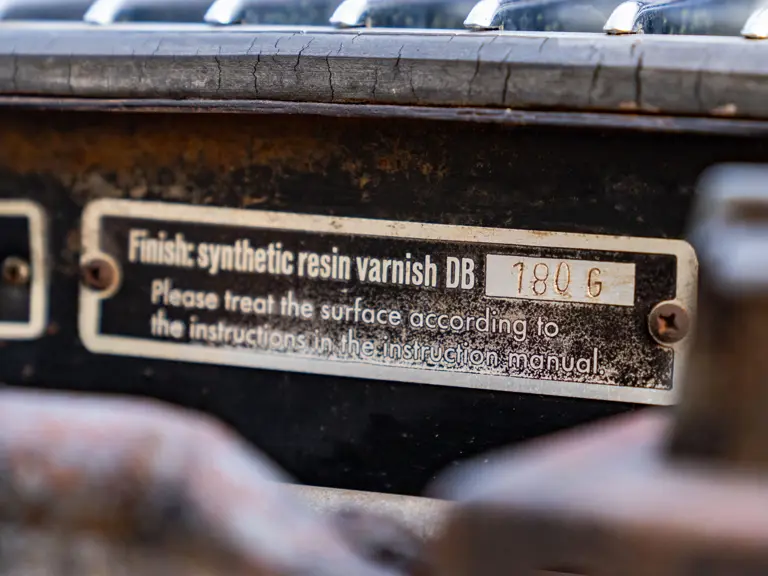 Finish: synthetic resin varnish DB 180 G
Please treat the surface according to
the instructions in the instruction manual.